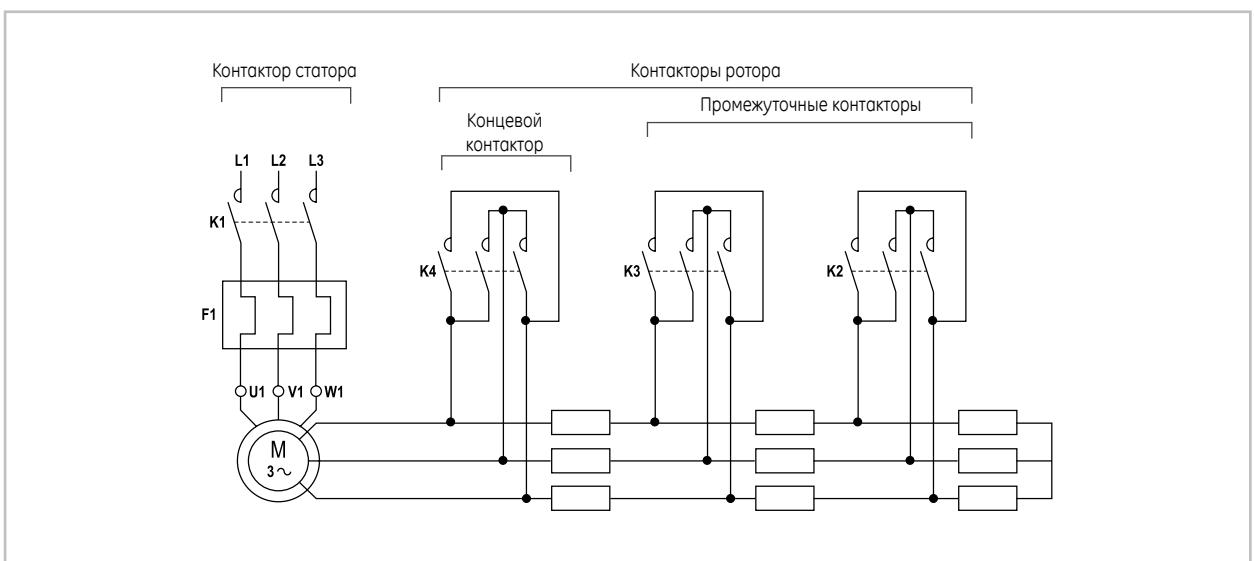 Контактор статора
Контакторы ротора
Промежуточные контакторы
Концевой
контактор
L1 L2 L3
K1
K4
K3
K2
F1
U1 V1 W1
M
3~